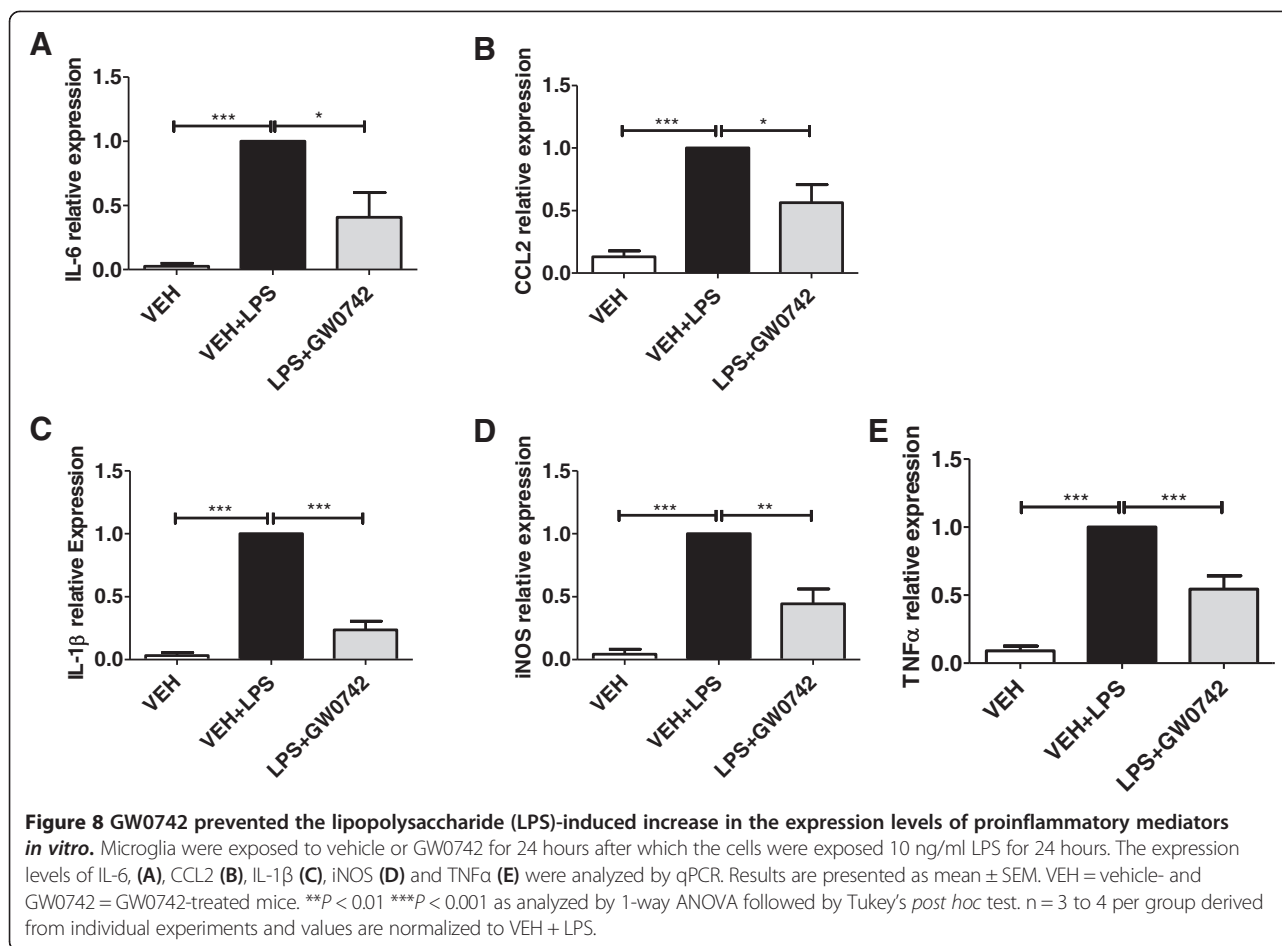 A
IL-6 relative expression
1.5
1.0
0.5
0.0
***
*
VEH
VEH+LPS
LPS+GW0742
B
CCL2 relative expression
1.5
1.0
0.5
0.0
***
*
VEH
VEH+LPS
LPS+GW0742
C
IL-1β relative Expression
1.5
1.0
0.5
0.0
***
***
VEH
VEH+LPS
LPS+GW0742
D
iNOS relative expression
1.5
1.0
0.5
0.0
***
**
VEH
VEH+LPS
LPS+GW0742
E
TNFα relative expression
1.5
1.0
0.5
0.0
***
***
VEH
VEH+LPS
LPS+GW0742
Figure 8 GW0742 prevented the lipopolysaccharide (LPS)-induced increase in the expression levels of proinflammatory mediators
in vitro. Microglia were exposed to vehicle or GW0742 for 24 hours after which the cells were exposed 10 ng/ml LPS for 24 hours. The expression
levels of IL-6, (A), CCL2 (B), IL-1β (C), iNOS (D) and TNFα (E) were analyzed by qPCR. Results are presented as mean ± SEM. VEH = vehicle- and
GW0742 = GW0742-treated mice. **P < 0.01 ***P < 0.001 as analyzed by 1-way ANOVA followed by Tukey's post hoc test. n = 3 to 4 per group derived
from individual experiments and values are normalized to VEH + LPS.